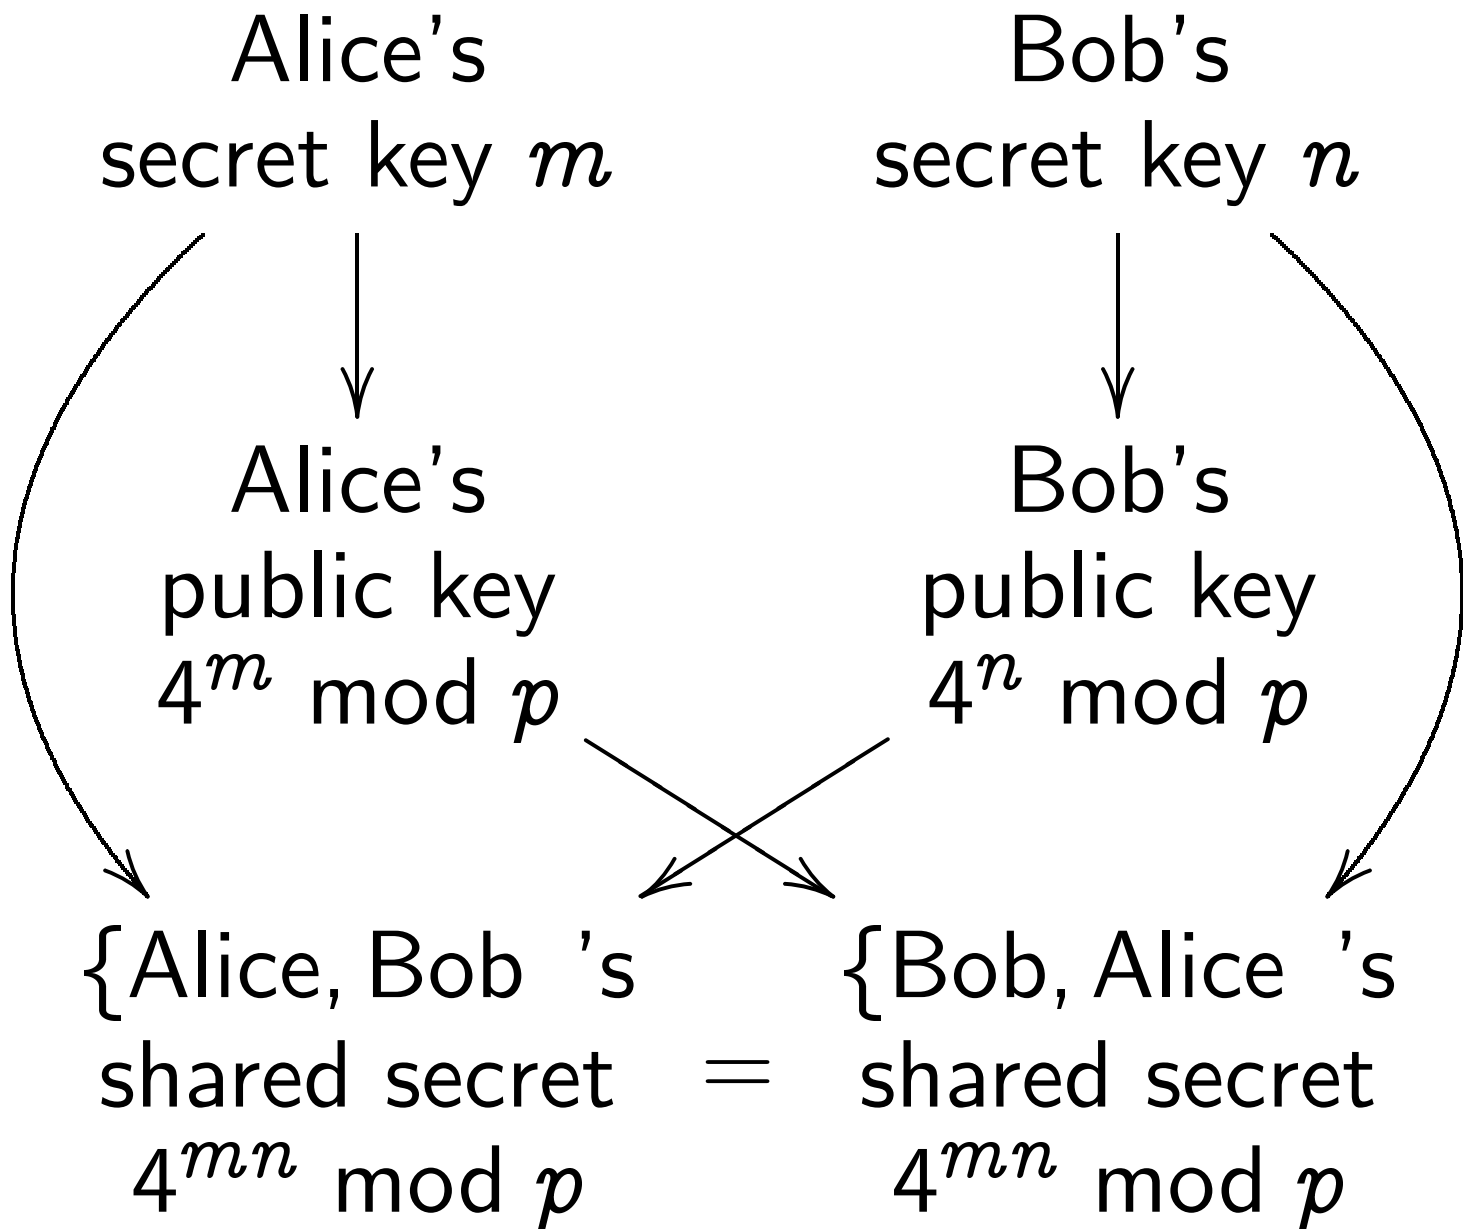 Alice's
secret key m
Bob's
secret key n
Alice's
public key
4^m mod p
Bob's
public key
4^n mod p
{Alice, Bob 's
shared secret
4^{mn} mod p
=
{Bob, Alice 's
shared secret
4^{mn} mod p